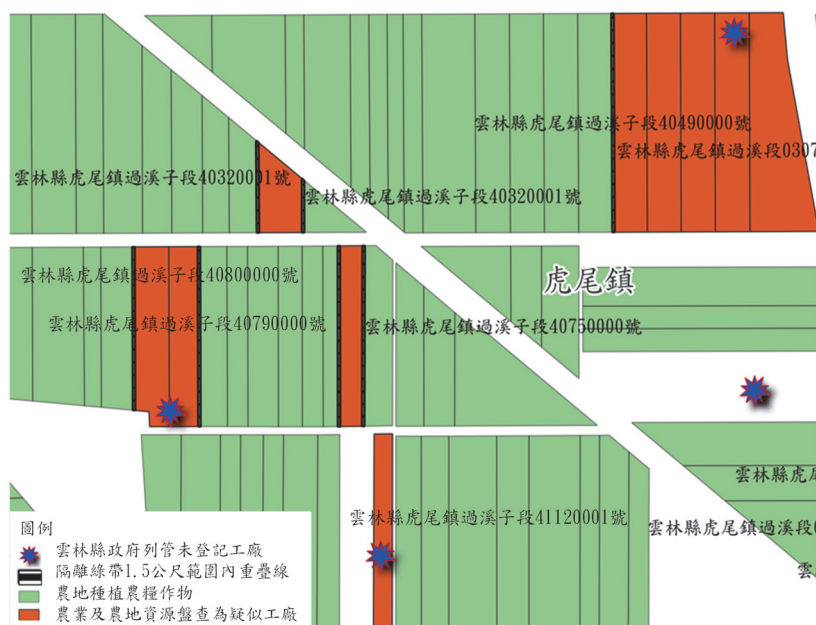 雲林縣虎尾鎮過溪子段40490000號
雲林縣虎尾鎮過溪段0307
雲林縣虎尾鎮過溪子段40320001號
雲林縣虎尾鎮過溪子段40320001號
雲林縣虎尾鎮過溪子段40800000號
虎尾鎮
雲林縣虎尾鎮過溪子段40790000號
雲林縣虎尾鎮過溪子段40750000號
雲林縣虎尾
雲林縣虎尾鎮過溪子段41120001號
雲林縣虎尾鎮過溪段0
圖例
雲林縣政府列管未登記工廠
隔離綠帶1.5公尺範圍內重疊線
農地種植農糧作物
農業及農地資源盤查為疑似工廠